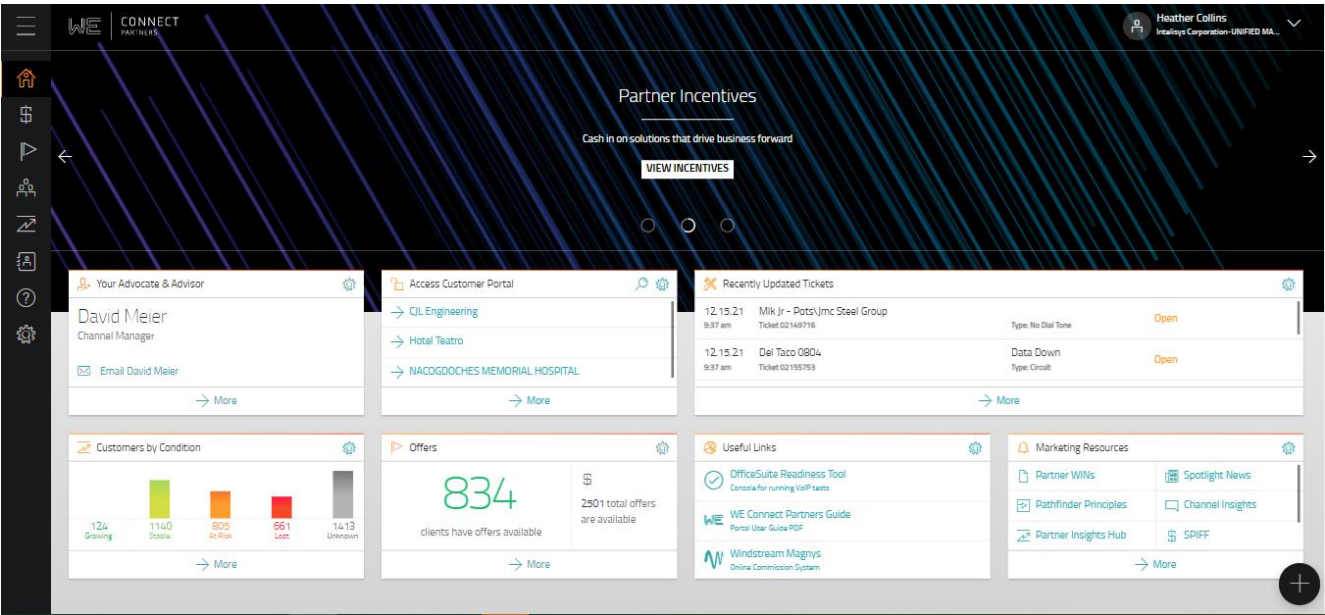 WE
CONNECT
PARTNERS
Heather Collins
Intelisys Corporation-UNIFIED MA...
Partner Incentives
Cash in on solutions that drive business forward
VIEW INCENTIVES
Your Advocate & Advisor
David Meier
Channel Manager
Email David Meier
More
Access Customer Portal
CJL Engineering
Hotel Teatro
NACOGDOCHES MEMORIAL HOSPITAL
More
Recently Updated Tickets
12.15.21 Mlk Jr - Pots\Jmc Steel Group Open
9:37 am Ticket:02149716 Type: No Dial Tone
12.15.21 Del Taco 0804 Data Down Open
9:37 am Ticket:02155753 Type: Circuit
More
Customers by Condition
124 1140 805 661 1413
Growing Stable At Risk Lost Unknown
More
Offers
834
clients have offers available
2501 total offers
are available
More
Useful Links
OfficeSuite Readiness Tool
Console for running VoIP tests
WE
WE Connect Partners Guide
Portal User Guide PDF
Windstream Magnys
Online Commission System
Marketing Resources
Partner WINs Spotlight News
Pathfinder Principles Channel Insights
Partner Insights Hub SPIFF
More